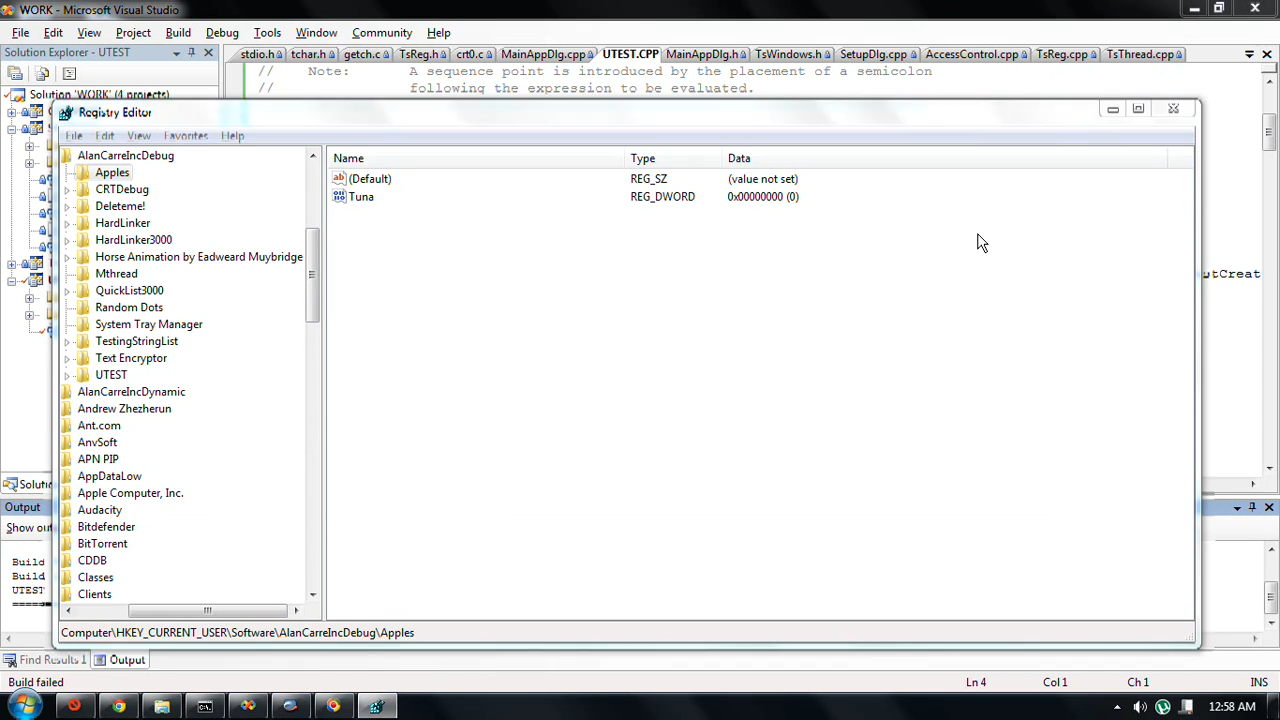 WORK - Microsoft Visual Studio
File Edit View Project Build Debug Tools Window Community Help
Solution Explorer - UTEST
stdio.h tchar.h getch.c TsReg.h crt0.c MainAppDlg.cpp UTEST.CPP MainAppDlg.h TsWindows.h SetupDlg.cpp AccessControl.cpp TsReg.cpp TsThread.cpp
// Note: A sequence point is introduced by the placement of a semicolon
// following the expression to be evaluated.
Solution 'WORK' (4 projects)
Registry Editor
File Edit View Favorites Help
Name Type Data
AlanCarreIncDebug
Apples
CRTDebug
Deleteme!
HardLinker
HardLinker3000
Horse Animation by Eadweard Muybridge
Mthread
QuickList3000
Random Dots
System Tray Manager
TestingStringList
Text Encryptor
UTEST
AlanCarreIncDynamic
Andrew Zhezherun
Ant.com
AnvSoft
APN PIP
AppDataLow
Apple Computer, Inc.
Audacity
Bitdefender
BitTorrent
CDDB
Classes
Clients
(Default) REG_SZ (value not set)
Tuna REG_DWORD 0x00000000 (0)
utCreat
Computer\HKEY_CURRENT_USER\Software\AlanCarreIncDebug\Apples
Solutio
Output
Show out
Build
Build
UTEST
Find Results 1 Output
Build failed Ln 4 Col 1 Ch 1 INS
12:58 AM